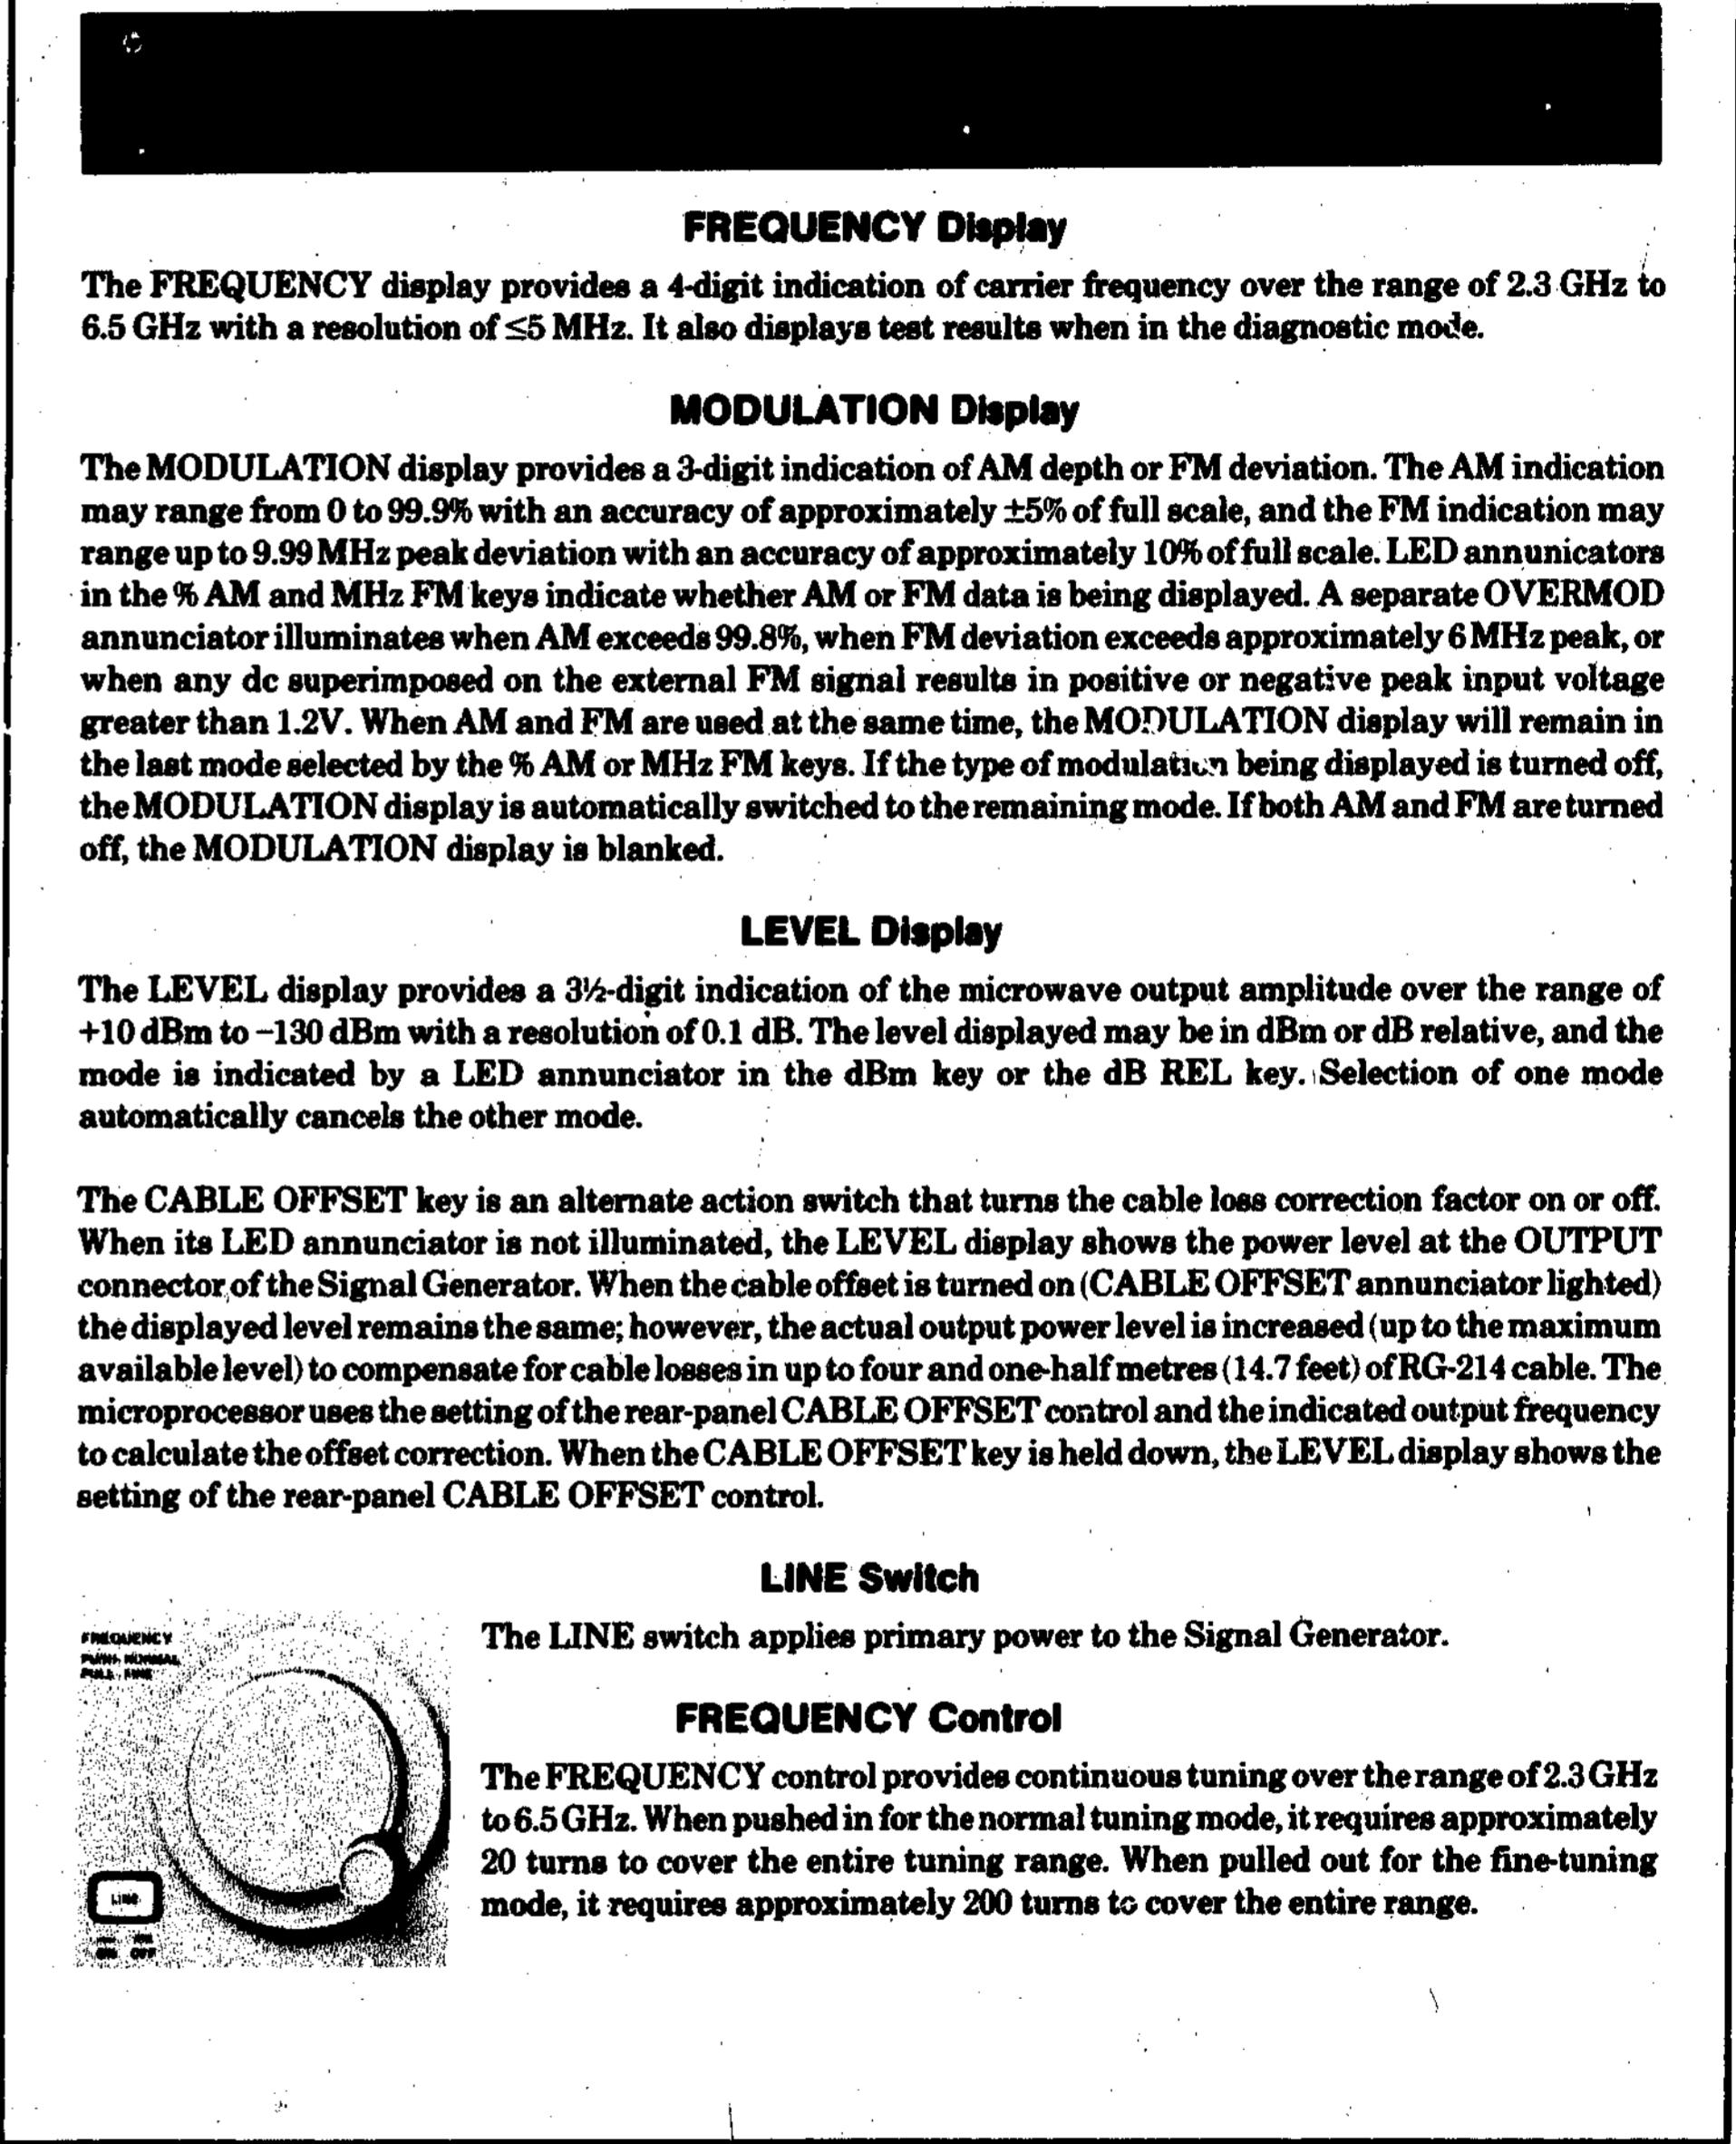 FREQUENCY Display
The FREQUENCY display provides a 4-digit indication of carrier frequency over the range of 2.3 GHz to
6.5 GHz with a resolution of ≤5 MHz. It also displays test results when in the diagnostic mode.
MODULATION Display
The MODULATION display provides a 3-digit indication of AM depth or FM deviation. The AM indication
may range from 0 to 99.9% with an accuracy of approximately ±5% of full scale, and the FM indication may
range up to 9.99 MHz peak deviation with an accuracy of approximately 10% of full scale. LED annunicators
in the % AM and MHz FM keys indicate whether AM or FM data is being displayed. A separate OVERMOD
annunciator illuminates when AM exceeds 99.8%, when FM deviation exceeds approximately 6 MHz peak, or
when any dc superimposed on the external FM signal results in positive or negative peak input voltage
greater than 1.2V. When AM and FM are used at the same time, the MODULATION display will remain in
the last mode selected by the % AM or MHz FM keys. If the type of modulation being displayed is turned off,
the MODULATION display is automatically switched to the remaining mode. If both AM and FM are turned
off, the MODULATION display is blanked.
LEVEL Display
The LEVEL display provides a 3½-digit indication of the microwave output amplitude over the range of
+10 dBm to −130 dBm with a resolution of 0.1 dB. The level displayed may be in dBm or dB relative, and the
mode is indicated by a LED annunciator in the dBm key or the dB REL key. Selection of one mode
automatically cancels the other mode.
The CABLE OFFSET key is an alternate action switch that turns the cable loss correction factor on or off.
When its LED annunciator is not illuminated, the LEVEL display shows the power level at the OUTPUT
connector of the Signal Generator. When the cable offset is turned on (CABLE OFFSET annunciator lighted)
the displayed level remains the same; however, the actual output power level is increased (up to the maximum
available level) to compensate for cable losses in up to four and one-half metres (14.7 feet) of RG-214 cable. The
microprocessor uses the setting of the rear-panel CABLE OFFSET control and the indicated output frequency
to calculate the offset correction. When the CABLE OFFSET key is held down, the LEVEL display shows the
setting of the rear-panel CABLE OFFSET control.
LINE Switch
The LINE switch applies primary power to the Signal Generator.
FREQUENCY Control
The FREQUENCY control provides continuous tuning over the range of 2.3 GHz
to 6.5 GHz. When pushed in for the normal tuning mode, it requires approximately
20 turns to cover the entire tuning range. When pulled out for the fine-tuning
mode, it requires approximately 200 turns to cover the entire range.
FREQUENCY
PUSH - NORMAL
PULL - FINE
LINE
ON OFF